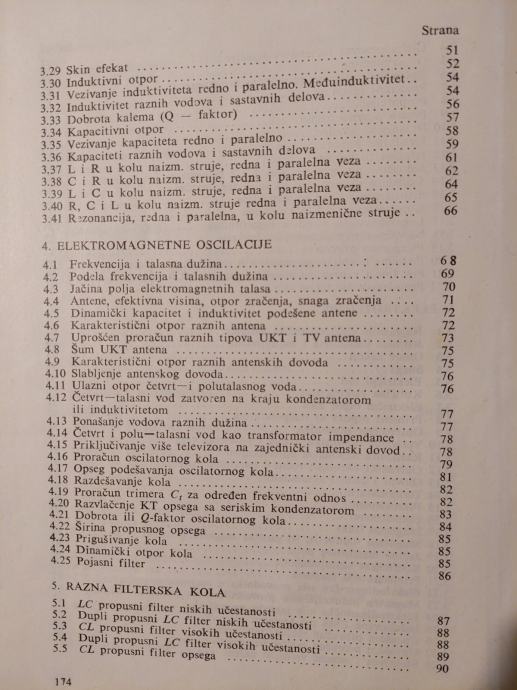 Strana
3.29 Skin efekat .......... 51
3.30 Induktivni otpor .......... 52
3.31 Vezivanje induktiviteta redno i paralelno. Međuinduktivitet.. 54
3.32 Induktivitet raznih vodova i sastavnih delova .......... 54
3.33 Dobrota kalema (Q — faktor) .......... 56
3.34 Kapacitivni otpor .......... 57
3.35 Vezivanje kapaciteta redno i paralelno .......... 58
3.36 Kapaciteti raznih vodova i sastavnih delova .......... 59
3.37 L i R u kolu naizm. struje, redna i paralelna veza .......... 61
3.38 C i R u kolu naizm. struje, redna i paralelna veza .......... 62
3.39 L i C u kolu naizm. struje, redna i paralelna veza .......... 64
3.40 R, C i L u kolu naizm. struje redna i paralelna veza...... 65
3.41 Rezonancija, redna i paralelna, u kolu naizmenične struje .. 66
4. ELEKTROMAGNETNE OSCILACIJE
4.1 Frekvencija i talasna dužina .......... 68
4.2 Podela frekvencija i talasnih dužina .......... 69
4.3 Jačina polja elektromagnetnih talasa .......... 70
4.4 Antene, efektivna visina, otpor zračenja, snaga zračenja .... 71
4.5 Dinamički kapacitet i induktivitet podešene antene .......... 72
4.6 Karakteristični otpor raznih antena .......... 72
4.7 Uprošćen proračun raznih tipova UKT i TV antena .......... 73
4.8 Šum UKT antena .......... 75
4.9 Karakteristični otpor raznih antenskih dovoda .......... 75
4.10 Slabljenje antenskog dovoda .......... 76
4.11 Ulazni otpor četvrt—i polutalasnog voda .......... 76
4.12 Četvrt—talasni vod zatvoren na kraju kondenzatorom
ili induktivitetom .......... 77
4.13 Ponašanje vodova raznih dužina .......... 77
4.14 Četvrt i polu—talasni vod kao transformator impendance .. 78
4.15 Priključivanje više televizora na zajednički antenski dovod.. 78
4.16 Proračun oscilatornog kola .......... 79
4.17 Opseg podešavanja oscilatornog kola .......... 81
4.18 Razdešavanje kola .......... 82
4.19 Proračun trimera Ct za određen frekventni odnos .......... 82
4.20 Razvlačenje KT opsega sa seriskim kondenzatorom .......... 83
4.21 Dobrota ili Q-faktor oscilatornog kola .......... 84
4.22 Širina propusnog opsega .......... 85
4.23 Prigušivanje kola .......... 85
4.24 Dinamički otpor kola .......... 85
4.25 Pojasni filter .......... 86
5. RAZNA FILTERSKA KOLA
5.1 LC propusni filter niskih učestanosti .......... 87
5.2 Dupli propusni LC filter niskih učestanosti .......... 88
5.3 CL propusni filter visokih učestanosti .......... 88
5.4 Dupli propusni LC filter visokih učestanosti .......... 89
5.5 CL propusni filter opsega .......... 90
174